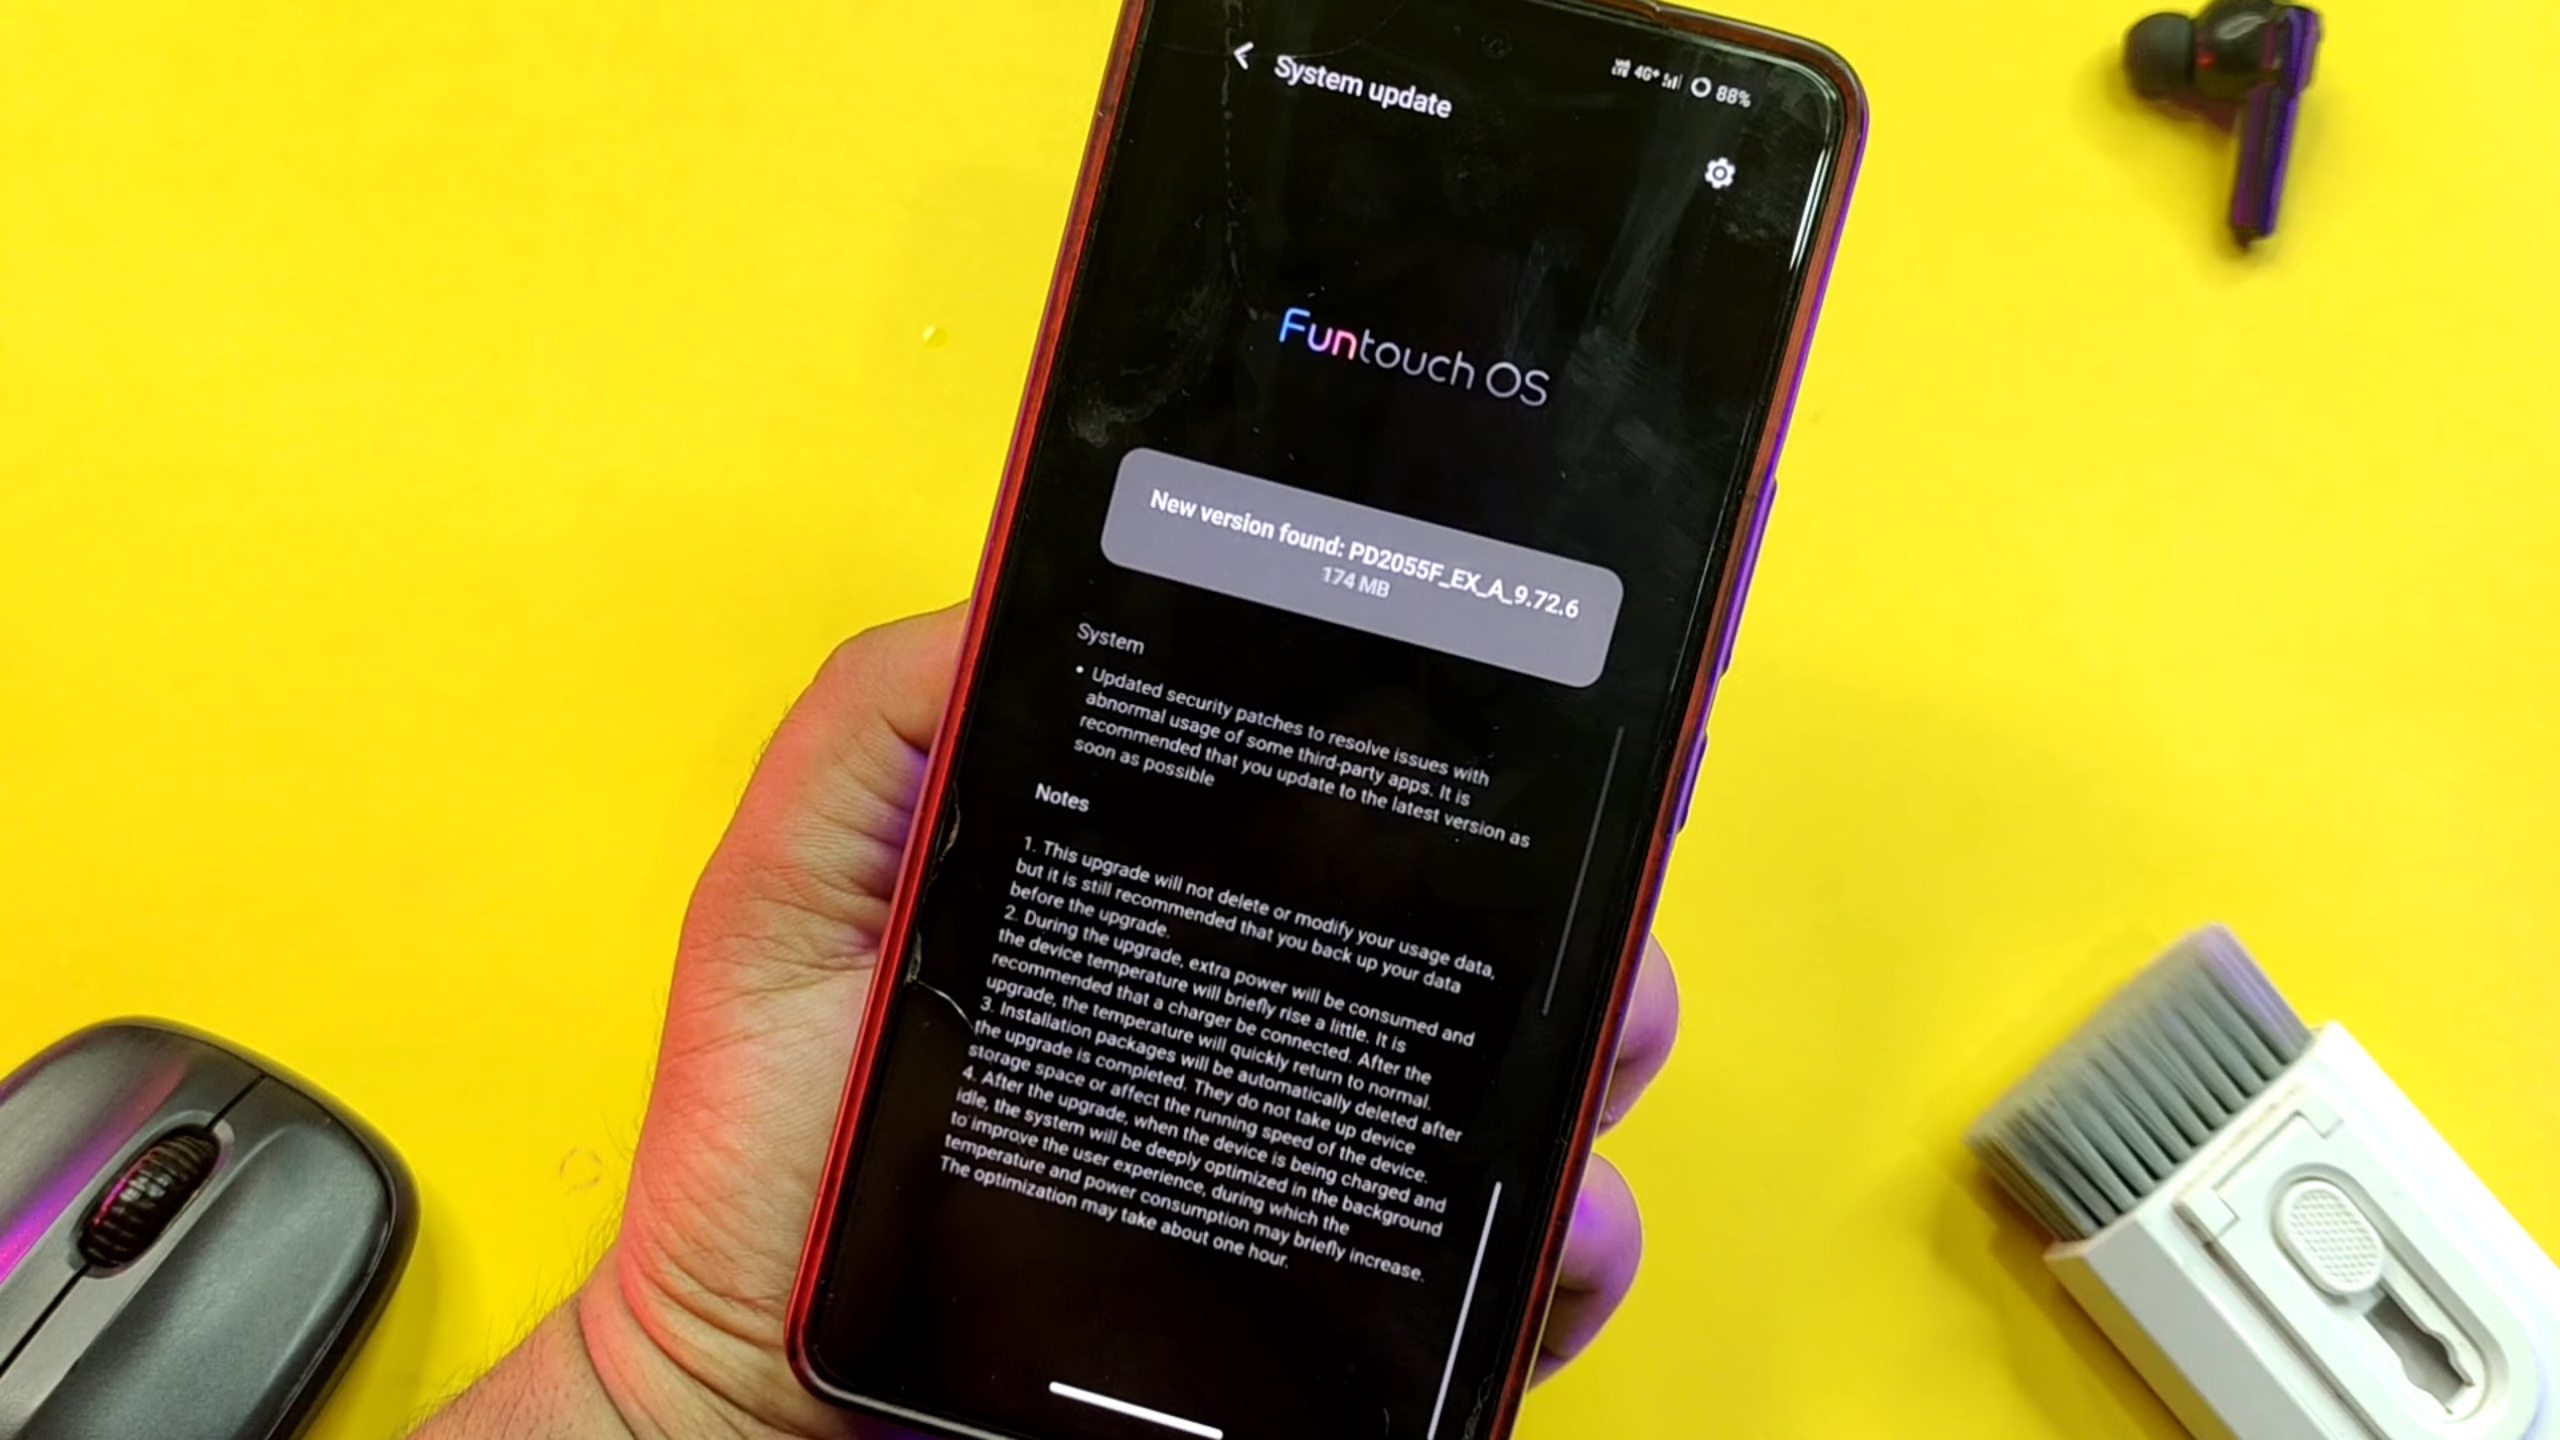 System update
4G+ 88%
Funtouch OS
New version found: PD2055F_EX_A_9.72.6
174 MB
System
• Updated security patches to resolve issues with
abnormal usage of some third-party apps. It is
recommended that you update to the latest version as
soon as possible
Notes
1. This upgrade will not delete or modify your usage data,
but it is still recommended that you back up your data
before the upgrade.
2. During the upgrade, extra power will be consumed and
the device temperature will briefly rise a little. It is
recommended that a charger be connected. After the
upgrade, the temperature will quickly return to normal.
3. Installation packages will be automatically deleted after
the upgrade is completed. They do not take up device
storage space or affect the running speed of the device.
4. After the upgrade, when the device is being charged and
idle, the system will be deeply optimized in the background
to improve the user experience, during which the
temperature and power consumption may briefly increase.
The optimization may take about one hour.